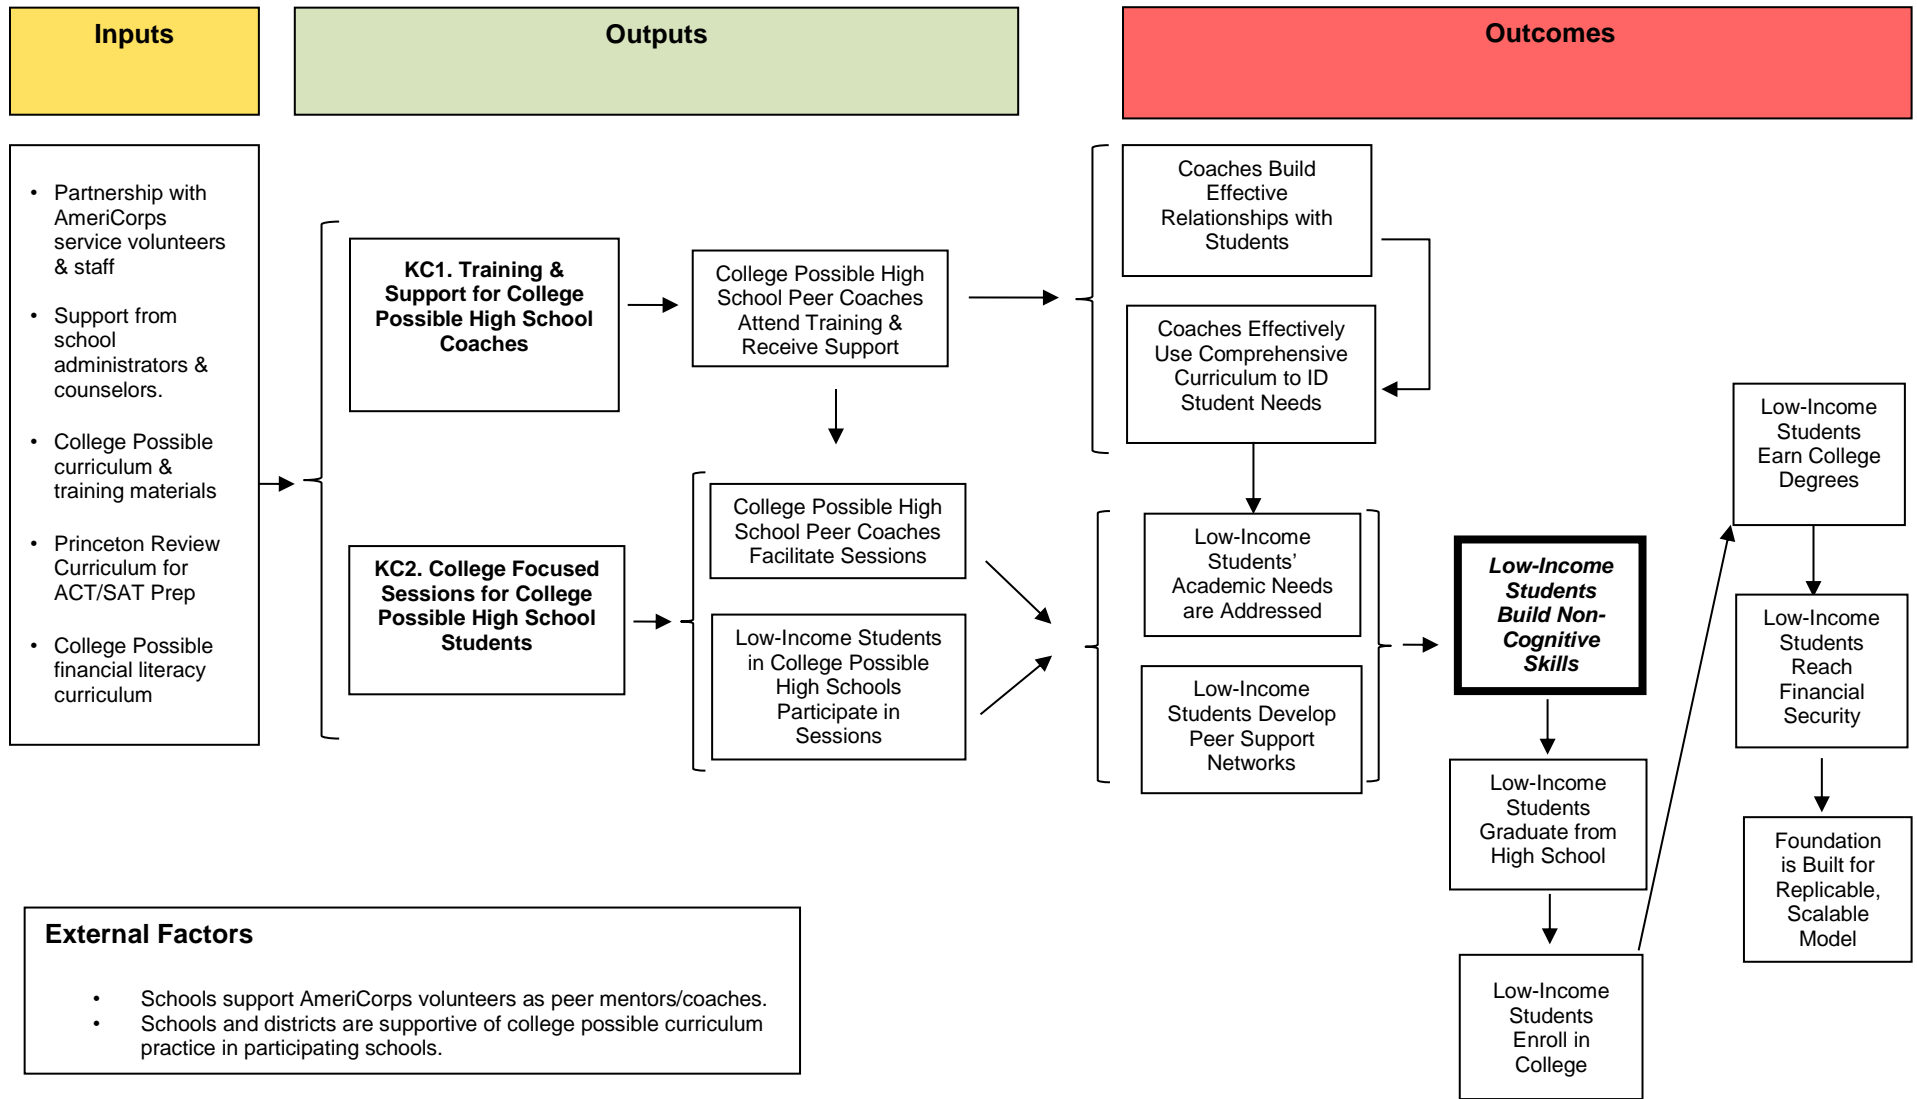 Inputs
Outputs
Outcomes
• Partnership with
AmeriCorps
service volunteers
& staff
• Support from
school
administrators &
counselors.
• College Possible
curriculum &
training materials
• Princeton Review
Curriculum for
ACT/SAT Prep
• College Possible
financial literacy
curriculum
KC1. Training &
Support for College
Possible High School
Coaches
KC2. College Focused
Sessions for College
Possible High School
Students
College Possible High
School Peer Coaches
Attend Training &
Receive Support
College Possible High
School Peer Coaches
Facilitate Sessions
Low-Income Students
in College Possible
High Schools
Participate in
Sessions
Coaches Build
Effective
Relationships with
Students
Coaches Effectively
Use Comprehensive
Curriculum to ID
Student Needs
Low-Income
Students’
Academic Needs
are Addressed
Low-Income
Students Develop
Peer Support
Networks
Low-Income
Students
Build Non-
Cognitive
Skills
Low-Income
Students
Graduate from
High School
Low-Income
Students
Enroll in
College
Low-Income
Students
Earn College
Degrees
Low-Income
Students
Reach
Financial
Security
Foundation
is Built for
Replicable,
Scalable
Model
External Factors
• Schools support AmeriCorps volunteers as peer mentors/coaches.
• Schools and districts are supportive of college possible curriculum
practice in participating schools.